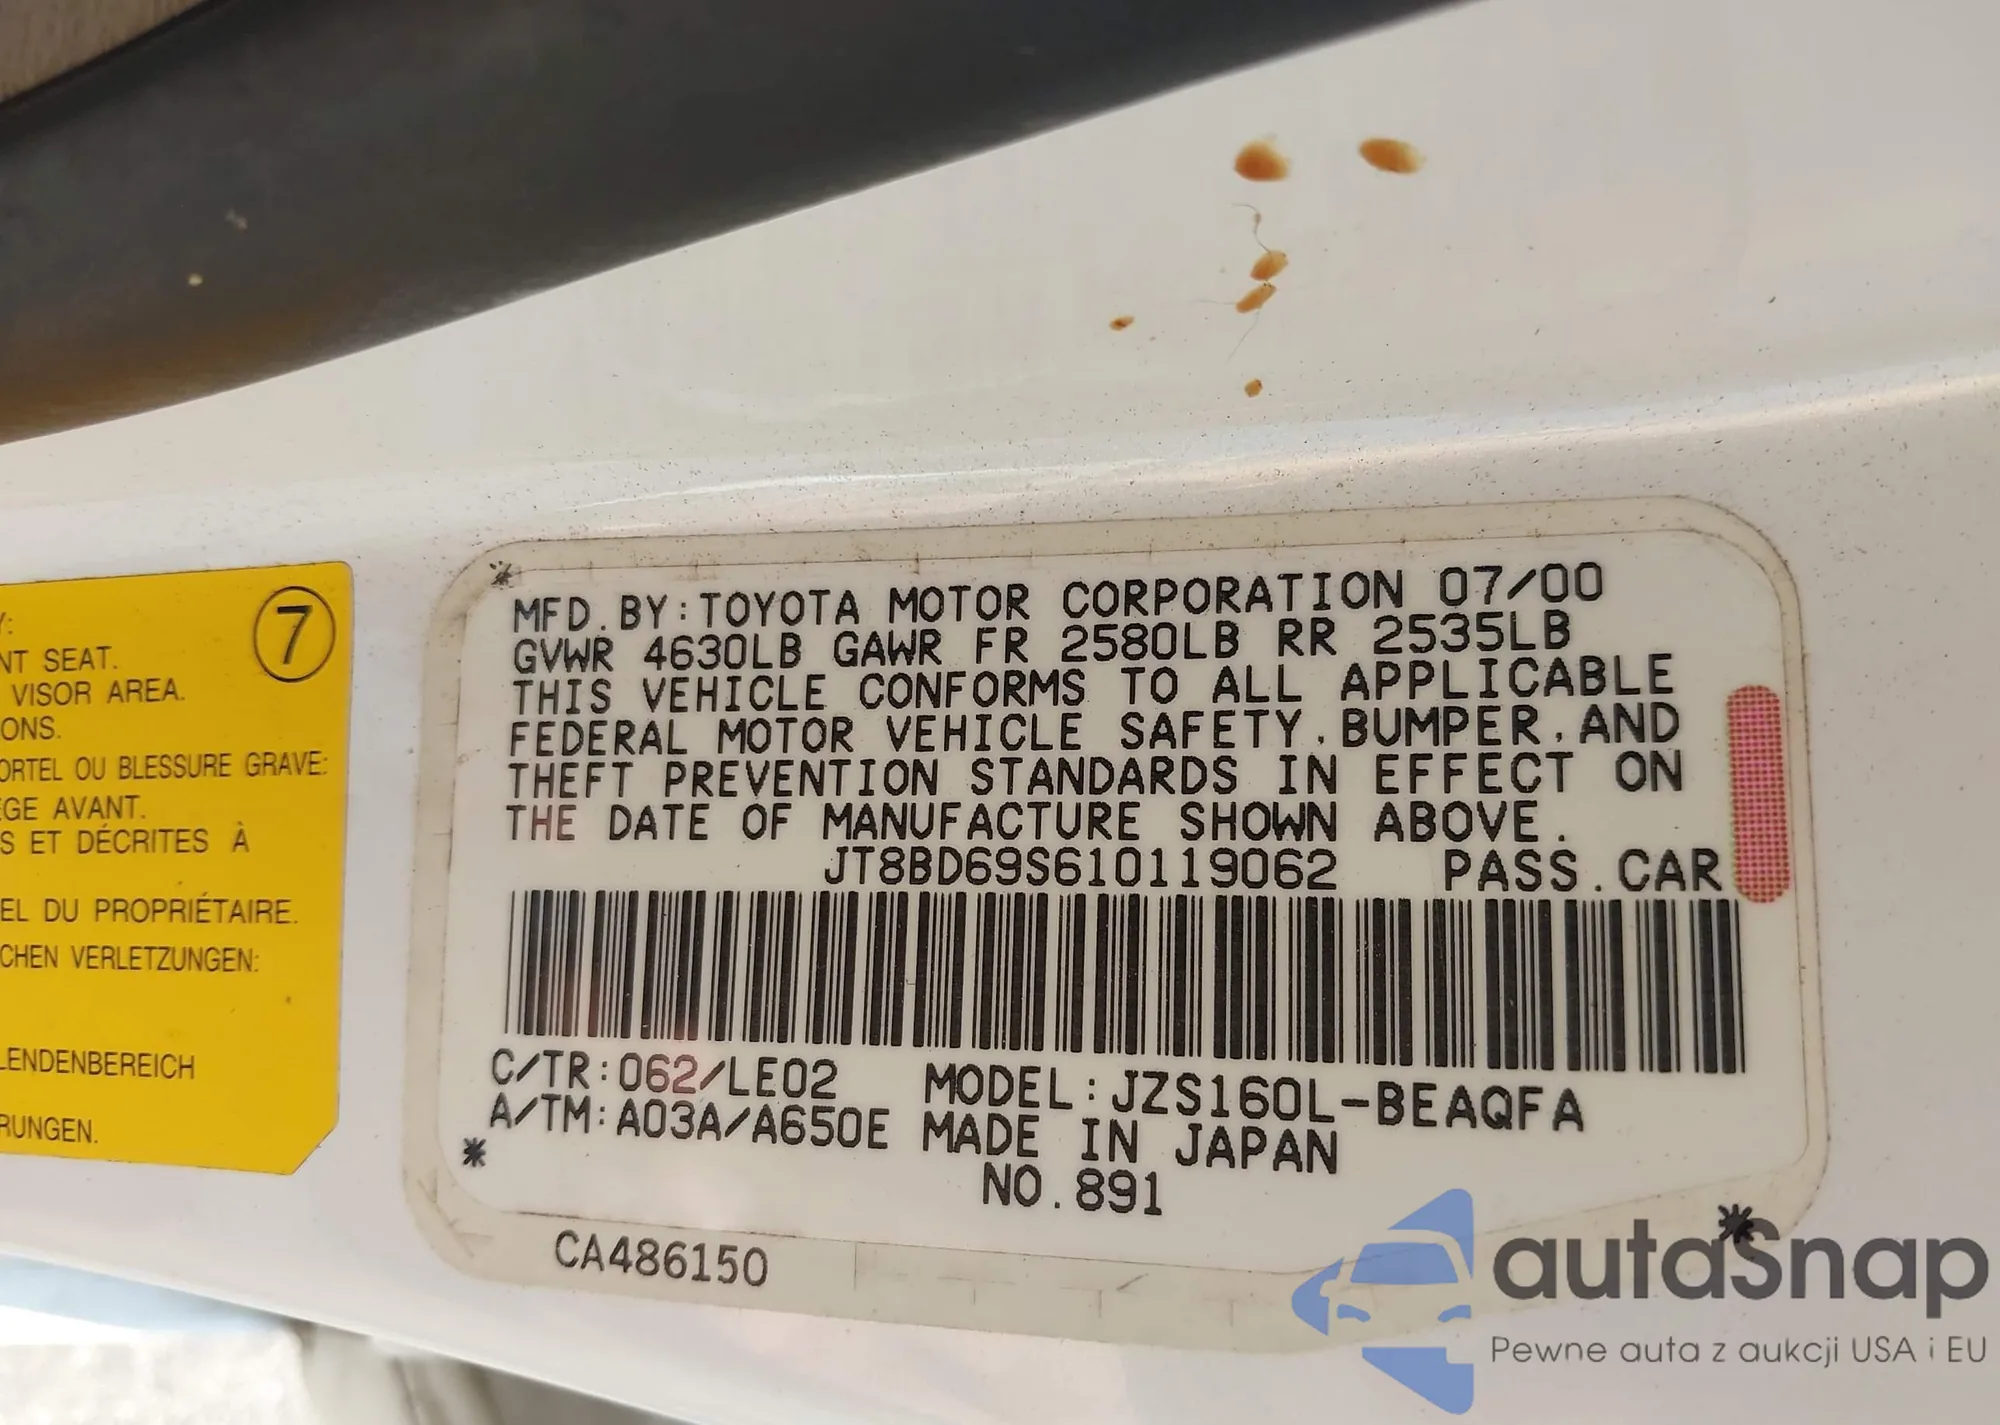 Y:
NT SEAT.
VISOR AREA.
ONS.
ORTEL OU BLESSURE GRAVE:
ÈGE AVANT.
S ET DÉCRITES À
EL DU PROPRIÉTAIRE.
CHEN VERLETZUNGEN:
LENDENBEREICH
RUNGEN.
7
MFD. BY:TOYOTA MOTOR CORPORATION 07/00
GVWR 4630LB GAWR FR 2580LB RR 2535LB
THIS VEHICLE CONFORMS TO ALL APPLICABLE
FEDERAL MOTOR VEHICLE SAFETY, BUMPER, AND
THEFT PREVENTION STANDARDS IN EFFECT ON
THE DATE OF MANUFACTURE SHOWN ABOVE.
JT8BD69S610119062 PASS.CAR
C/TR:062/LE02 MODEL:JZS160L-BEAQFA
A/TM:A03A/A650E MADE IN JAPAN
NO.891
CA486150
autaSnap
Pewne auta z aukcji USA i EU